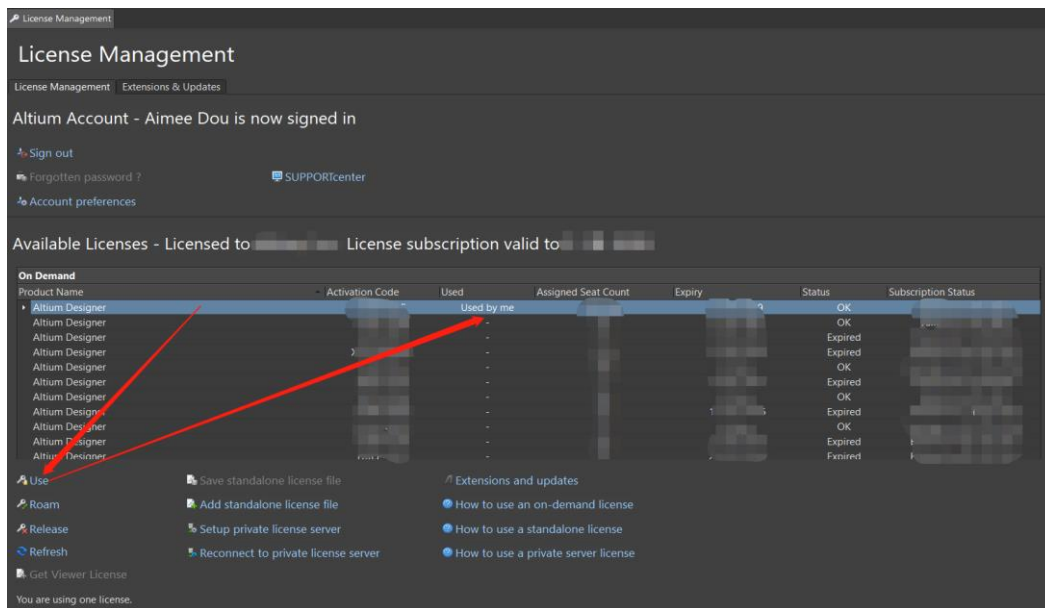 License Management
License Management
License Management Extensions & Updates
Altium Account - Aimee Dou is now signed in
Sign out
Forgotten password ? SUPPORTcenter
Account preferences
Available Licenses - Licensed to License subscription valid to
On Demand
Product Name Activation Code Used Assigned Seat Count Expiry Status Subscription Status
Altium Designer Used by me 9 OK
Altium Designer - OK
Altium Designer - Expired
Altium Designer - Expired
Altium Designer - OK
Altium Designer - Expired
Altium Designer - OK
Altium Designer - Expired
Altium Designer - OK
Altium Designer - Expired
Altium Designer - Expired
Use Save standalone license file Extensions and updates
Roam Add standalone license file How to use an on-demand license
Release Setup private license server How to use a standalone license
Refresh Reconnect to private license server How to use a private server license
Get Viewer License
You are using one license.